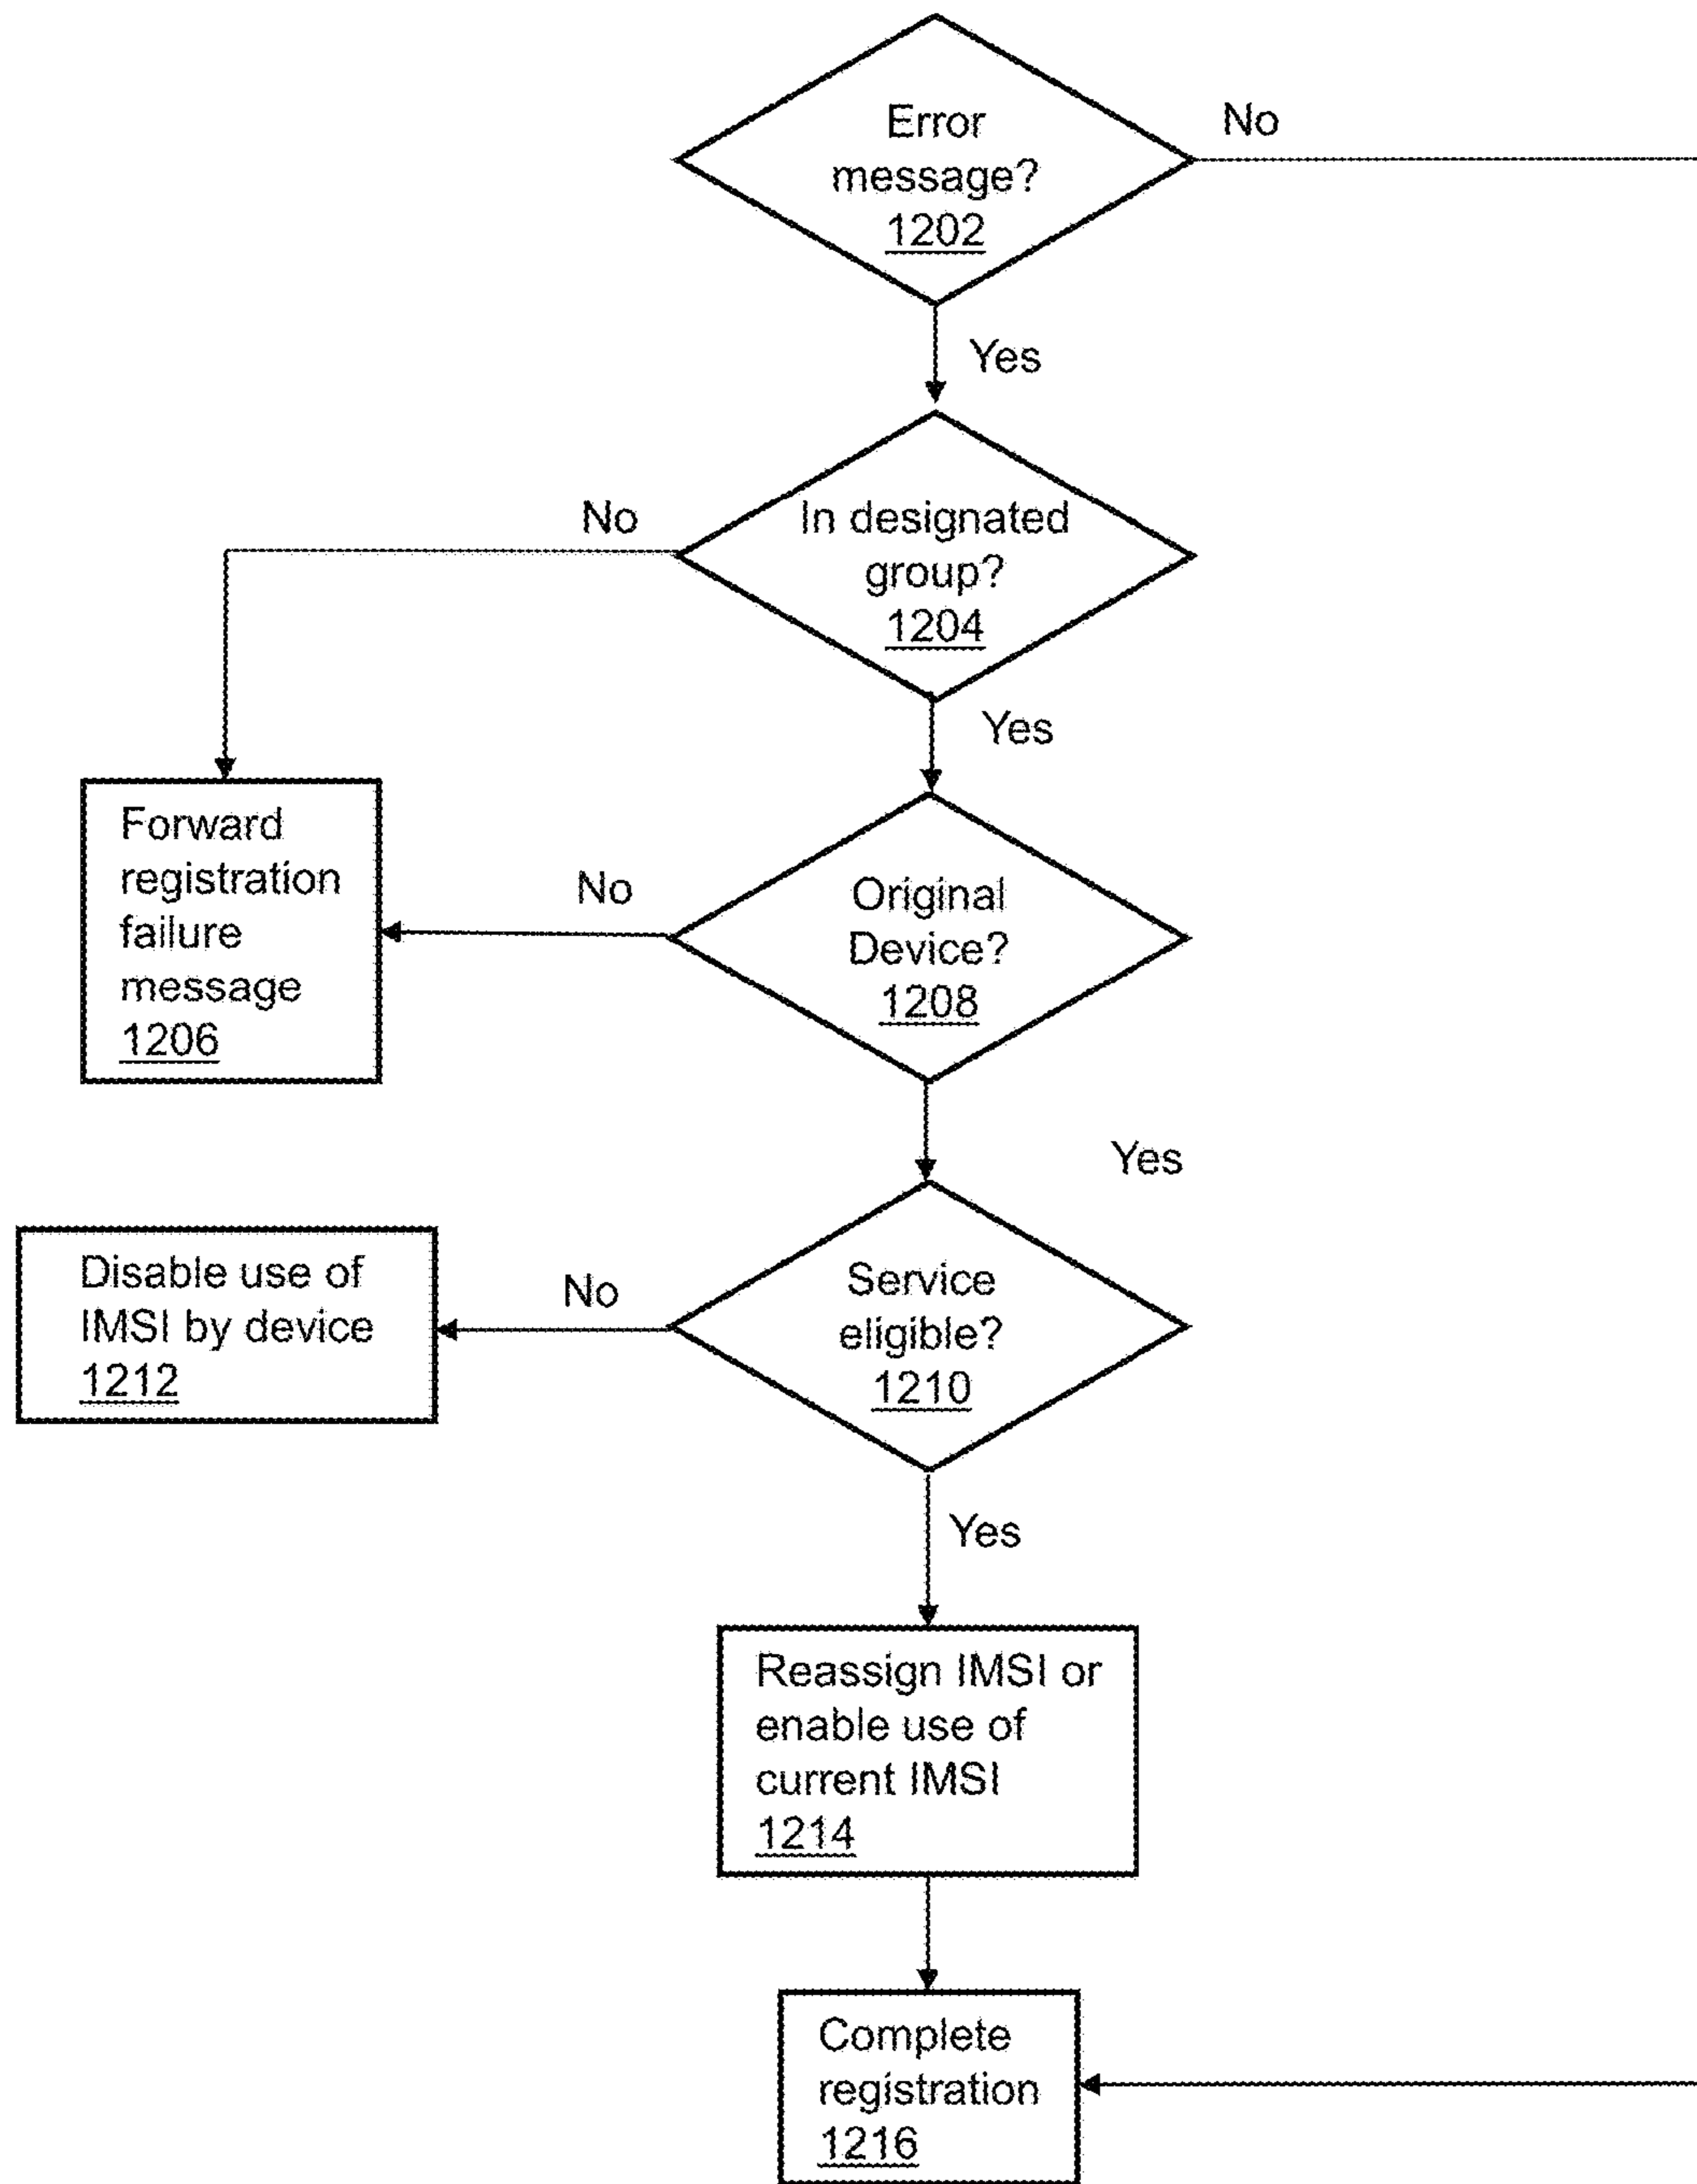 Error
message?
1202
No
Yes
In designated
group?
1204
No
Yes
Forward
registration
failure
message
1206
No
Original
Device?
1208
Yes
Disable use of
IMSI by device
1212
No
Service
eligible?
1210
Yes
Reassign IMSI or
enable use of
current IMSI
1214
Complete
registration
1216